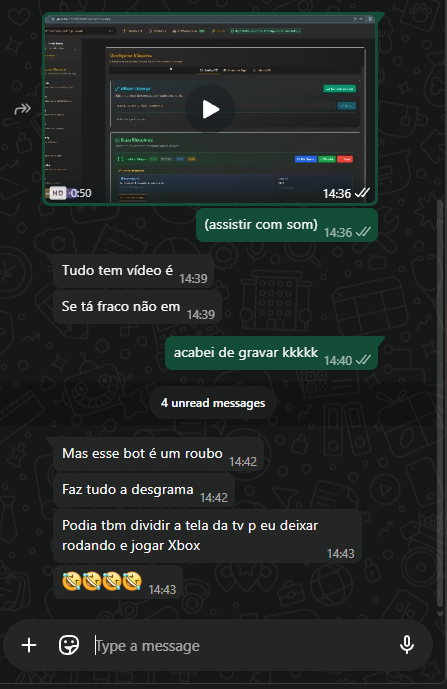 HD 0:50
14:36
(assistir com som)
14:36
Tudo tem vídeo é
14:39
Se tá fraco não em
14:39
acabei de gravar kkkkk
14:40
4 unread messages
Mas esse bot é um roubo
14:42
Faz tudo a desgrama
14:42
Podia tbm dividir a tela da tv p eu deixar
rodando e jogar Xbox
14:43
14:43
Type a message